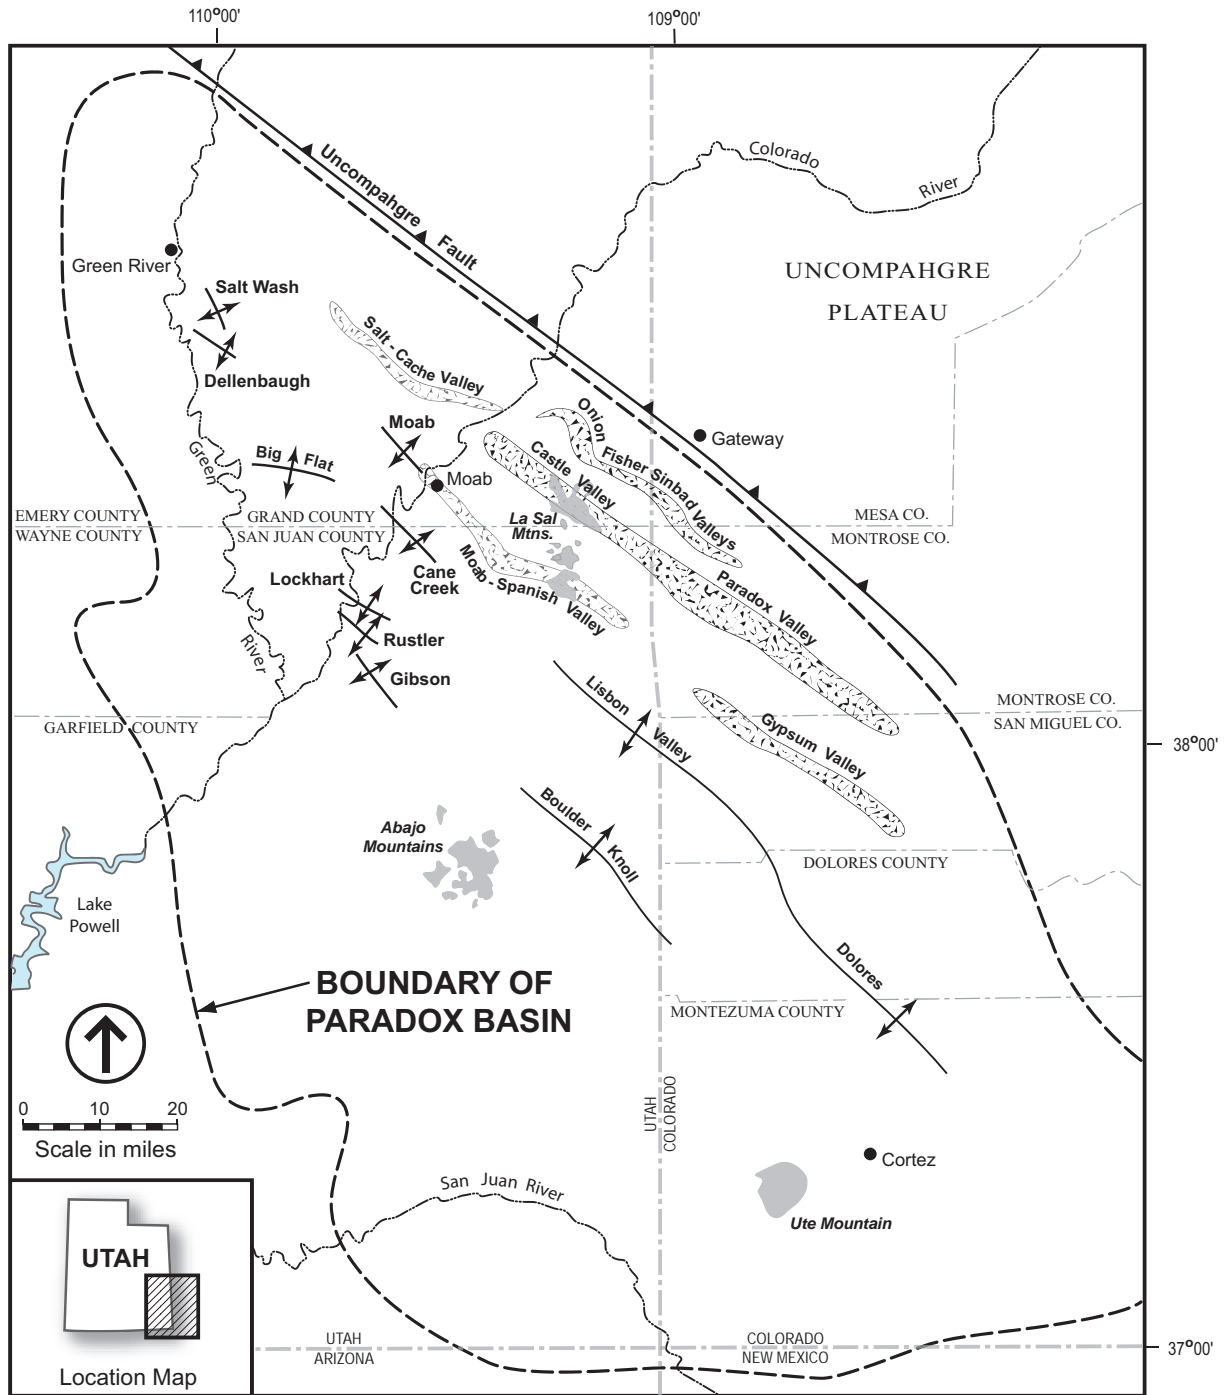 110°00'
109°00'
Colorado
River
Uncompahgre
Fault
UNCOMPAHGRE
PLATEAU
Green River
Salt Wash
Dellenbaugh
Salt - Cache Valley
Moab
Big Flat
Green
River
Moab
Onion
Fisher Sinbad Valleys
Castle Valley
Gateway
La Sal
Mtns.
EMERY COUNTY
WAYNE COUNTY
GRAND COUNTY
SAN JUAN COUNTY
MESA CO.
MONTROSE CO.
Cane
Creek
Moab - Spanish Valley
Paradox Valley
Lockhart
Rustler
Gibson
Lisbon Valley
GARFIELD COUNTY
MONTROSE CO.
SAN MIGUEL CO.
Gypsum Valley
38°00'
Boulder Knoll
Abajo
Mountains
DOLORES COUNTY
Lake
Powell
Dolores
BOUNDARY OF
PARADOX BASIN
MONTEZUMA COUNTY
0 10 20
Scale in miles
UTAH
COLORADO
Cortez
San Juan River
Ute Mountain
UTAH
Location Map
UTAH
ARIZONA
COLORADO
NEW MEXICO
37°00'